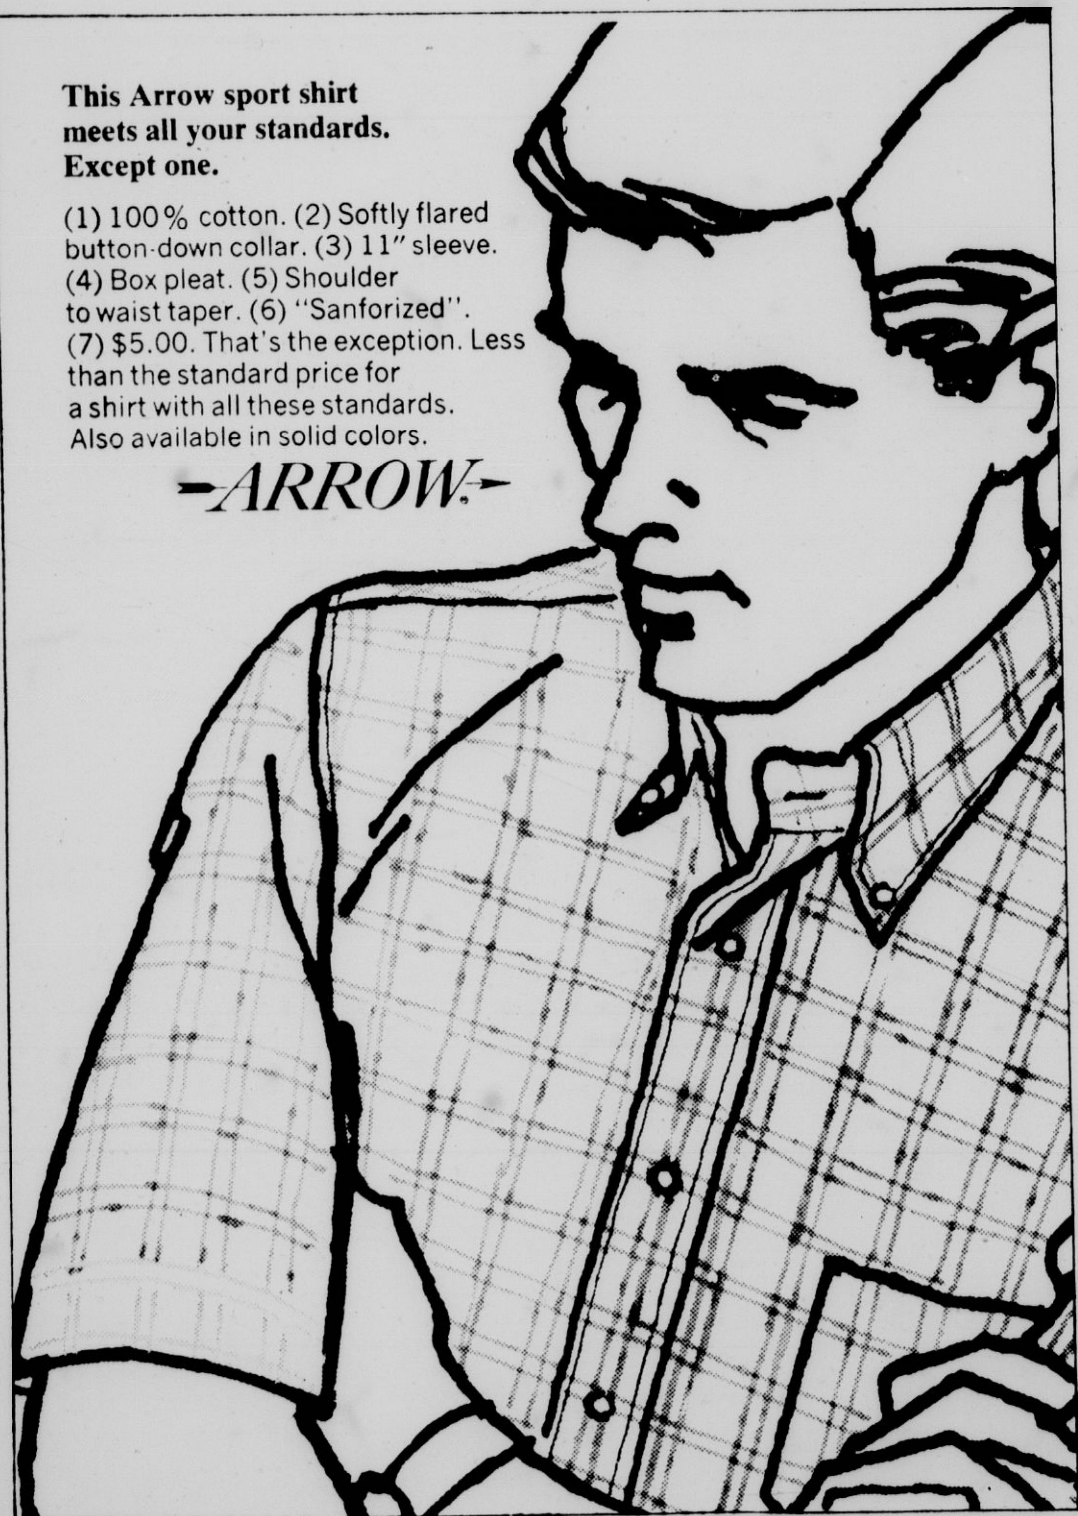 This Arrow sport shirt
meets all your standards.
Except one.
(1) 100% cotton. (2) Softly flared
button-down collar. (3) 11" sleeve.
(4) Box pleat. (5) Shoulder
to waist taper. (6) "Sanforized".
(7) $5.00. That's the exception. Less
than the standard price for
a shirt with all these standards.
Also available in solid colors.
ARROW.